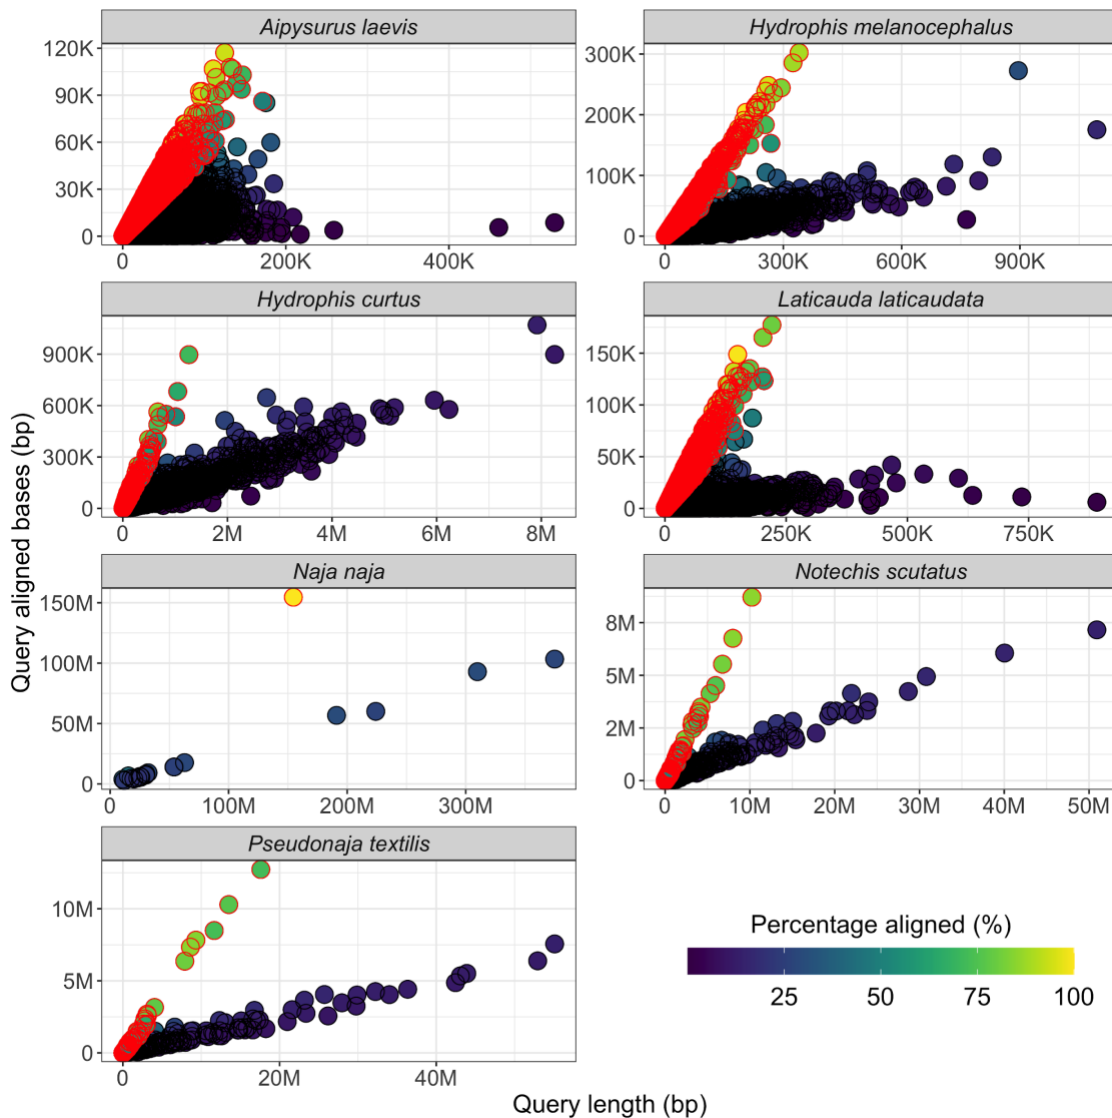 Aipysurus laevis
Hydrophis melanocephalus
120K
90K
60K
30K
0
0
200K
400K
300K
200K
100K
0
0
300K
600K
900K
Hydrophis curtus
Laticauda laticaudata
900K
600K
300K
0
0
2M
4M
6M
8M
150K
100K
50K
0
0
250K
500K
750K
Naja naja
Notechis scutatus
150M
100M
50M
0
0
100M
200M
300M
8M
5M
2M
0
0
10M
20M
30M
40M
50M
Pseudonaja textilis
10M
5M
0
0
20M
40M
Query aligned bases (bp)
Query length (bp)
Percentage aligned (%)
25
50
75
100